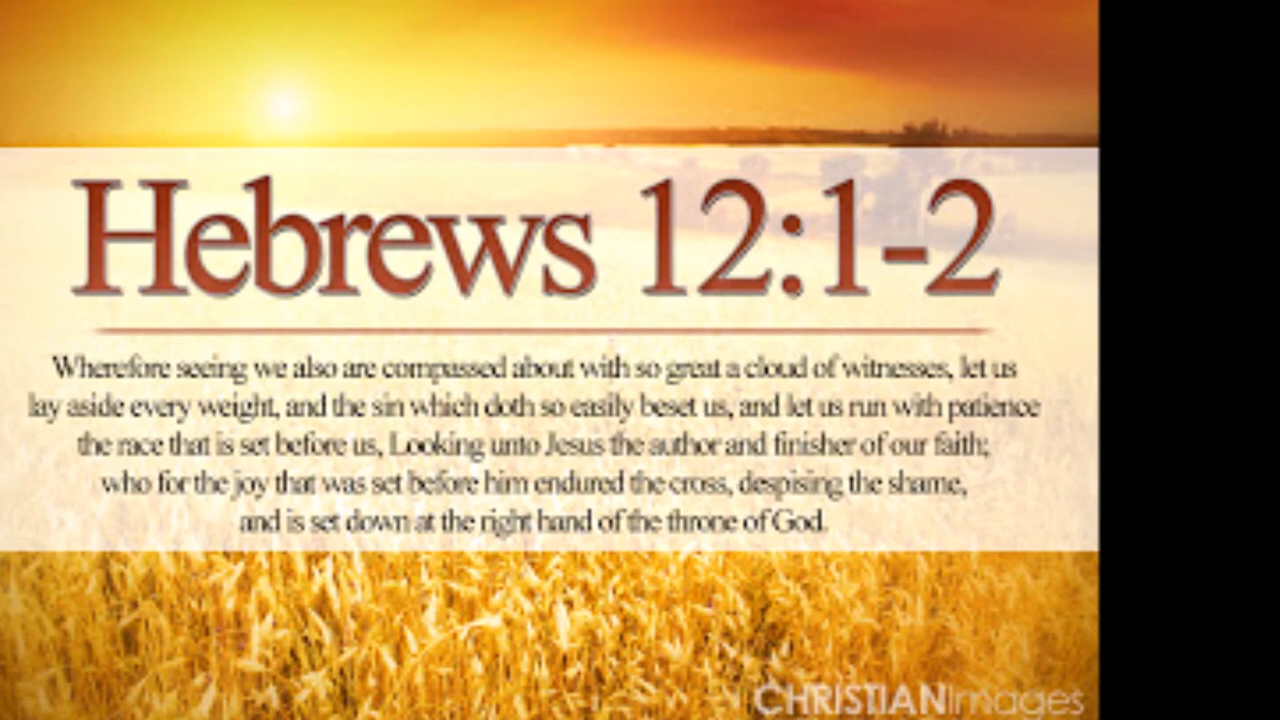 Hebrews 12:1-2
Wherefore seeing we also are compassed about with so great a cloud of witnesses, let us
lay aside every weight, and the sin which doth so easily beset us, and let us run with patience
the race that is set before us, Looking unto Jesus the author and finisher of our faith;
who for the joy that was set before him endured the cross, despising the shame,
and is set down at the right hand of the throne of God.
CHRISTIANimages